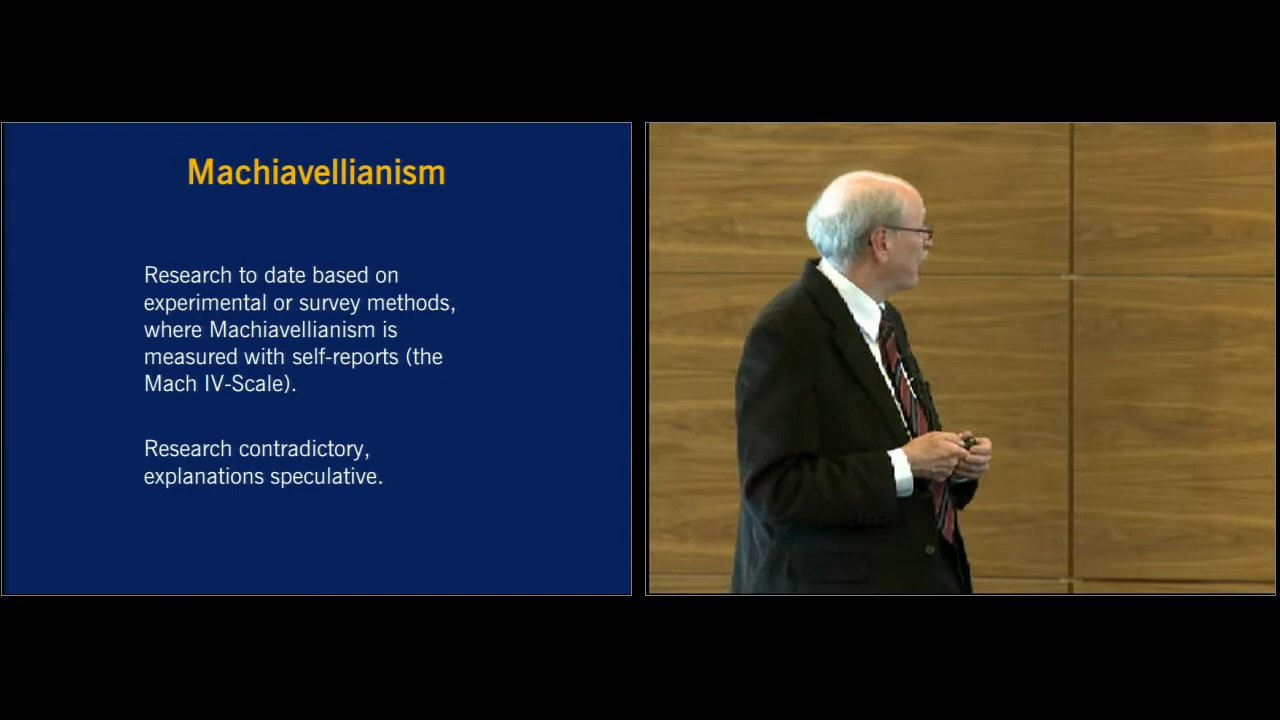 Machiavellianism
Research to date based on
experimental or survey methods,
where Machiavellianism is
measured with self-reports (the
Mach IV-Scale).
Research contradictory,
explanations speculative.